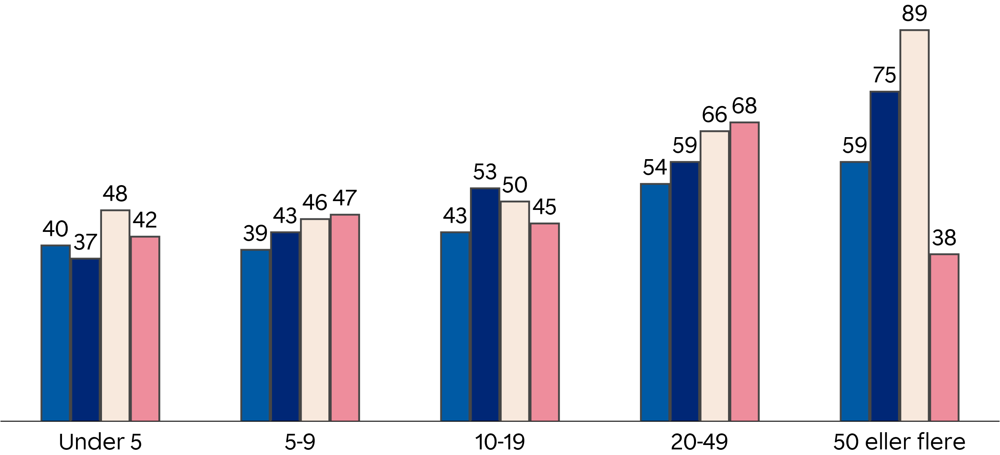 40 37 48 42
39 43 46 47
43 53 50 45
54 59 66 68
59 75 89 38
Under 5
5-9
10-19
20-49
50 eller flere